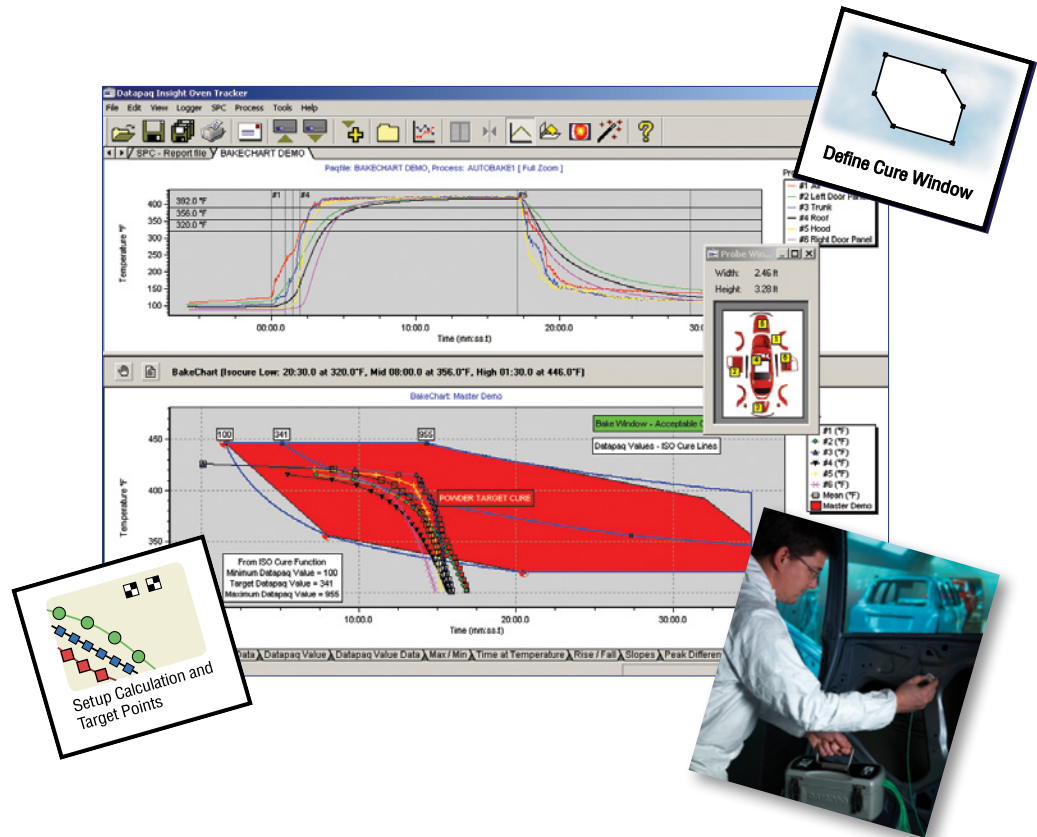 Define Cure Window
Datapaq Insight Oven Tracker
File Edit View Logger SPC Process Tools Help
SPC - Report file BAKECHART DEMO
Paqfile: BAKECHART DEMO, Process: AUTOBAKE1 [ Full Zoom ]
#1 #4 #5
400 392.0 °F
350 356.0 °F
300 320.0 °F
250
200
150
100
Temperature °F
00:00.0 10:00.0 20:00.0 30:0
Time (mm:ss.t)
#1 Air
#2 Left Door Panel
#3 Trunk
#4 Roof
#5 Hood
#6 Right Door Panel
Probe Win...
Width: 2.46 ft
Height: 3.28 ft
BakeChart (Isocure Low: 20:30.0 at 320.0°F, Mid 08:00.0 at 356.0°F, High 01:30.0 at 446.0°F)
BakeChart: Master Demo
100 341 955
Bake Window - Acceptable
Datapaq Values - ISO Cure Lines
POWDER TARGET CURE
450
400
350
Temperature °F
#1 (°F)
#2 (°F)
#3 (°F)
#4 (°F)
#5 (°F)
#6 (°F)
Mean (°F)
Master Demo
From ISO Cure Function
Minimum Datapaq Value = 100
Target Datapaq Value = 341
Maximum Datapaq Value = 955
10:00.0 20:00.0 30:00.0
Time (mm:ss.t)
Data Datapaq Value Datapaq Value Data Max / Min Time at Temperature Rise / Fall Slopes Peak Differen
Setup Calculation and
Target Points
DATAPAQ